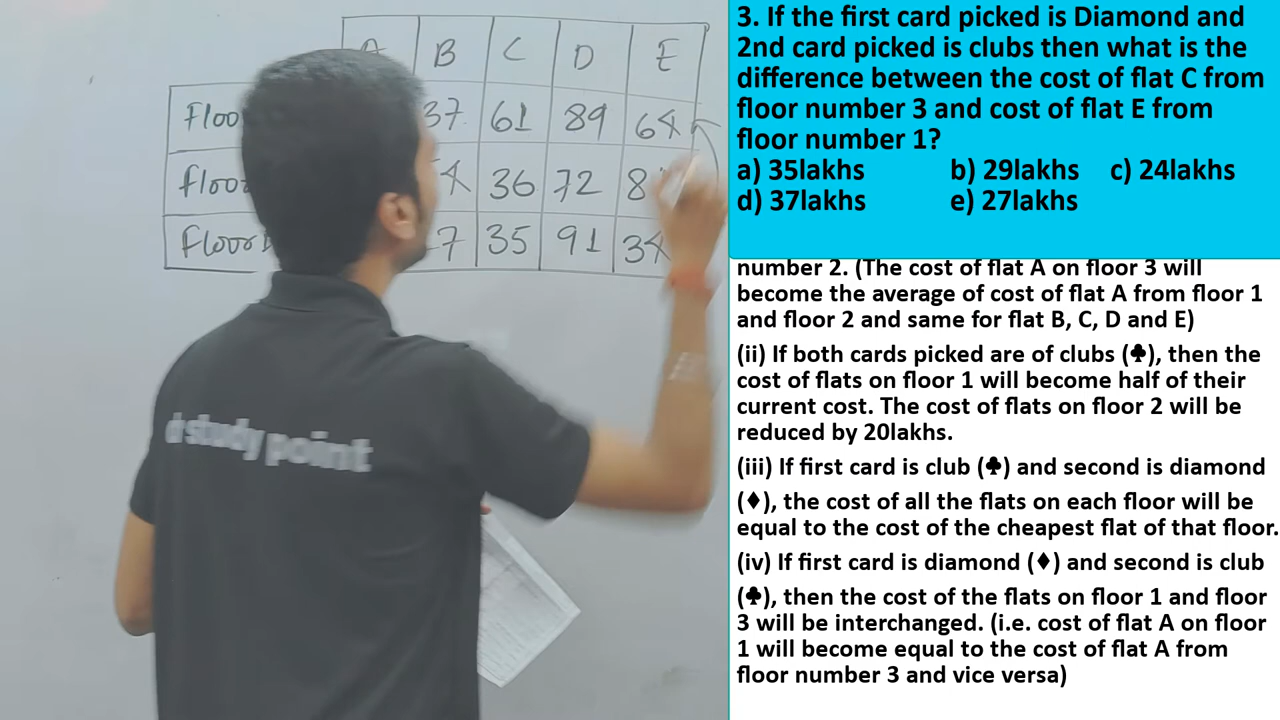 A B C D E
Floo 37 61 89 64
floo 36 72
Floor 35 91 34
d study point
3. If the first card picked is Diamond and
2nd card picked is clubs then what is the
difference between the cost of flat C from
floor number 3 and cost of flat E from
floor number 1?
a) 35lakhs b) 29lakhs c) 24lakhs
d) 37lakhs e) 27lakhs
number 2. (The cost of flat A on floor 3 will
become the average of cost of flat A from floor 1
and floor 2 and same for flat B, C, D and E)
(ii) If both cards picked are of clubs (♣), then the
cost of flats on floor 1 will become half of their
current cost. The cost of flats on floor 2 will be
reduced by 20lakhs.
(iii) If first card is club (♣) and second is diamond
(♦), the cost of all the flats on each floor will be
equal to the cost of the cheapest flat of that floor.
(iv) If first card is diamond (♦) and second is club
(♣), then the cost of the flats on floor 1 and floor
3 will be interchanged. (i.e. cost of flat A on floor
1 will become equal to the cost of flat A from
floor number 3 and vice versa)